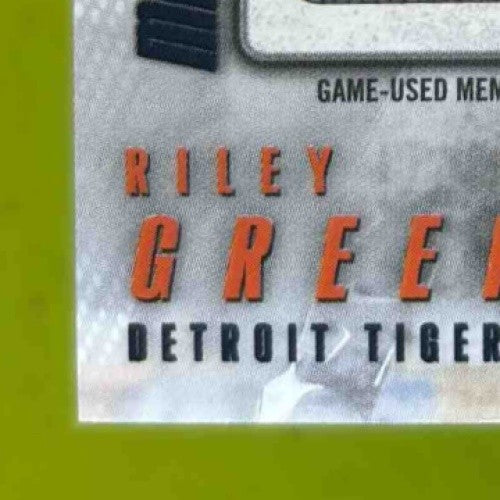 GAME-USED MEM
RILEY
GREE
DETROIT TIGER